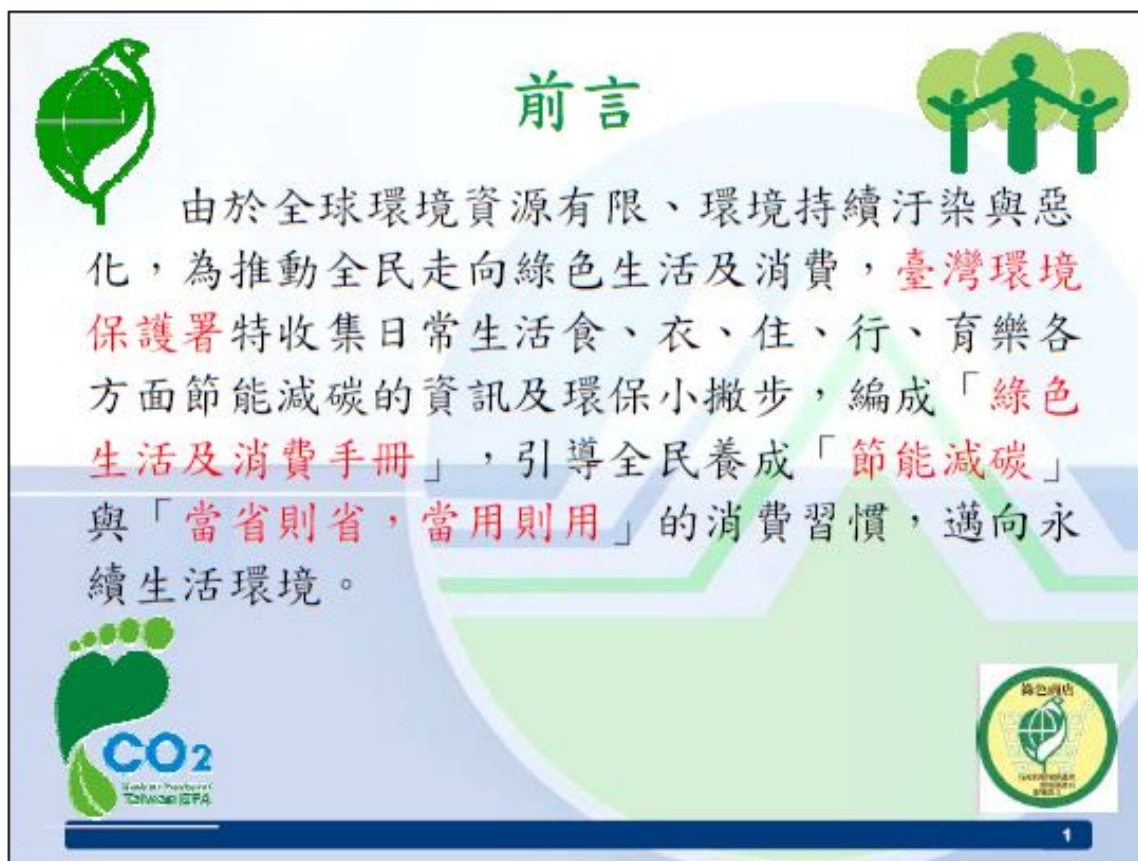 前言
由於全球環境資源有限、環境持續汙染與惡
化，為推動全民走向綠色生活及消費，臺灣環境
保護署特收集日常生活食、衣、住、行、育樂各
方面節能減碳的資訊及環保小撇步，編成「綠色
生活及消費手冊」，引導全民養成「節能減碳」
與「當省則省，當用則用」的消費習慣，邁向永
續生活環境。
CO2
Taiwan EPA
綠色商店
1